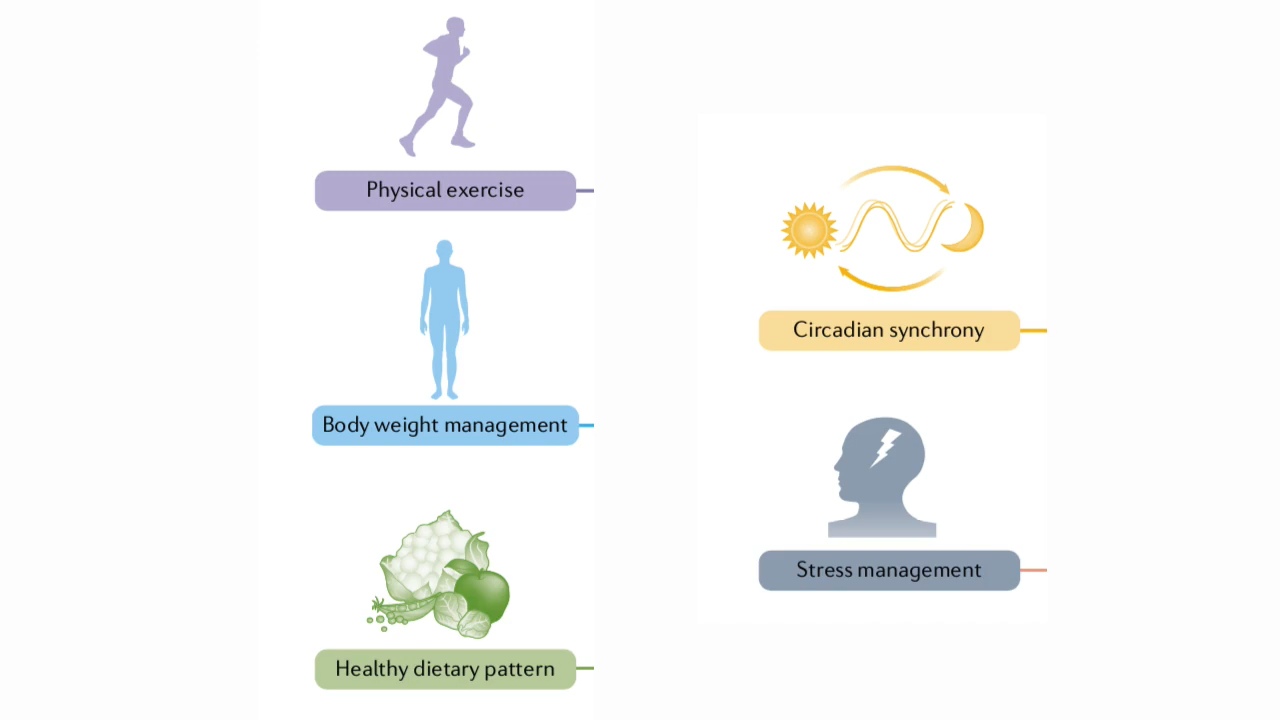 Physical exercise
Body weight management
Healthy dietary pattern
Circadian synchrony
Stress management